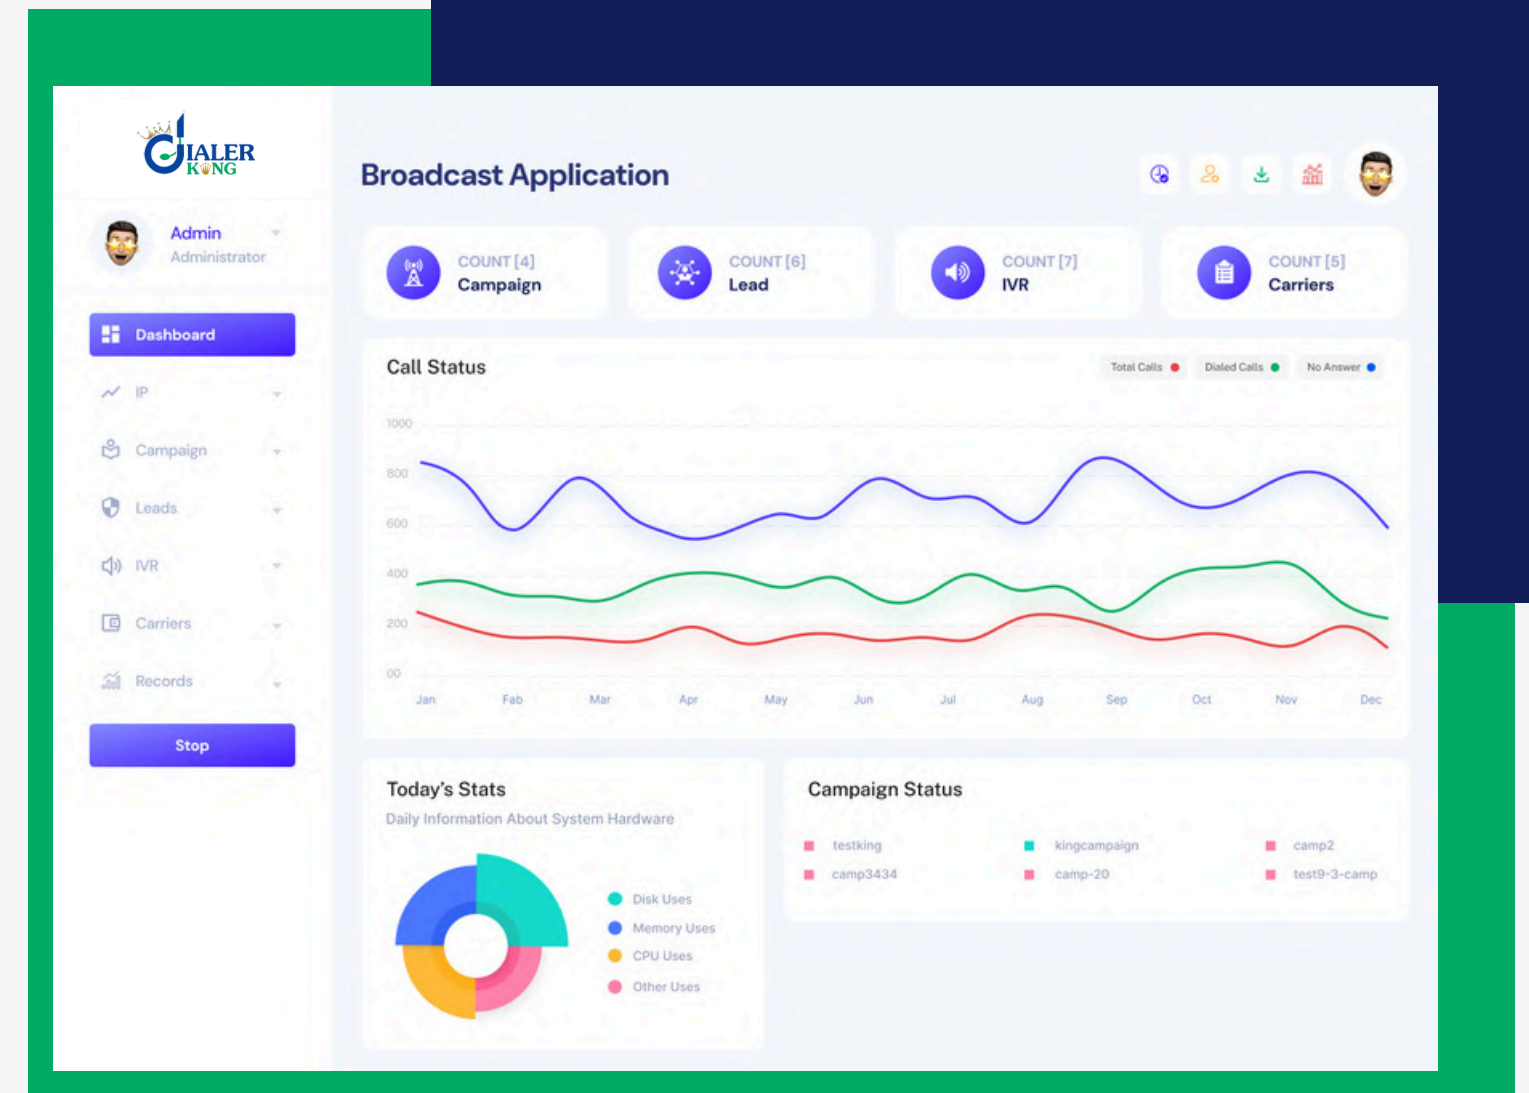 DIALER
KING
Admin
Administrator
Dashboard
IP
Campaign
Leads
IVR
Carriers
Records
Stop
Broadcast Application
COUNT [4]
Campaign
COUNT [6]
Lead
COUNT [7]
IVR
COUNT [5]
Carriers
Call Status
Total Calls
Dialed Calls
No Answer
1000
800
600
400
200
00
Jan Fab Mar Apr May Jun Jul Aug Sep Oct Nov Dec
Today's Stats
Daily Information About System Hardware
Disk Uses
Memory Uses
CPU Uses
Other Uses
Campaign Status
testking kingcampaign camp2
camp3434 camp-20 test9-3-camp